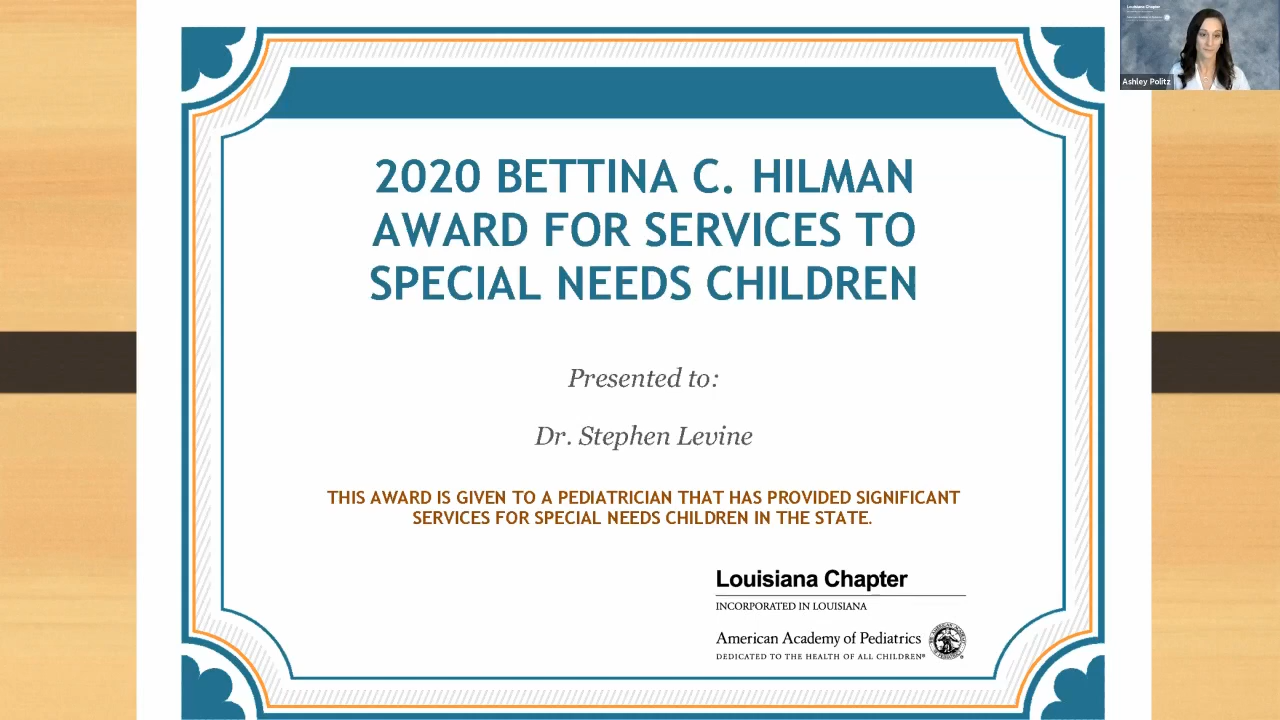 2020 BETTINA C. HILMAN
AWARD FOR SERVICES TO
SPECIAL NEEDS CHILDREN
Presented to:
Dr. Stephen Levine
THIS AWARD IS GIVEN TO A PEDIATRICIAN THAT HAS PROVIDED SIGNIFICANT
SERVICES FOR SPECIAL NEEDS CHILDREN IN THE STATE.
Louisiana Chapter
INCORPORATED IN LOUISIANA
American Academy of Pediatrics
DEDICATED TO THE HEALTH OF ALL CHILDREN®
Louisiana Chapter
Ashley Politz